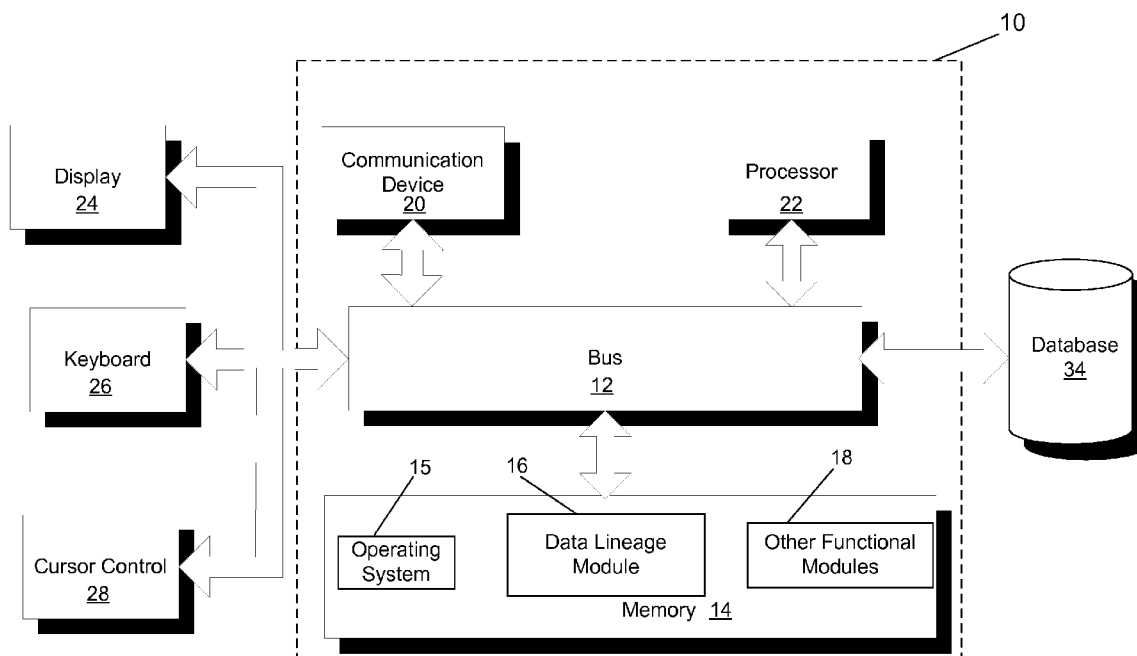 10
Display
24
Communication
Device
20
Processor
22
Keyboard
26
Bus
12
Database
34
15
16
18
Operating
System
Data Lineage
Module
Other Functional
Modules
Memory 14
Cursor Control
28